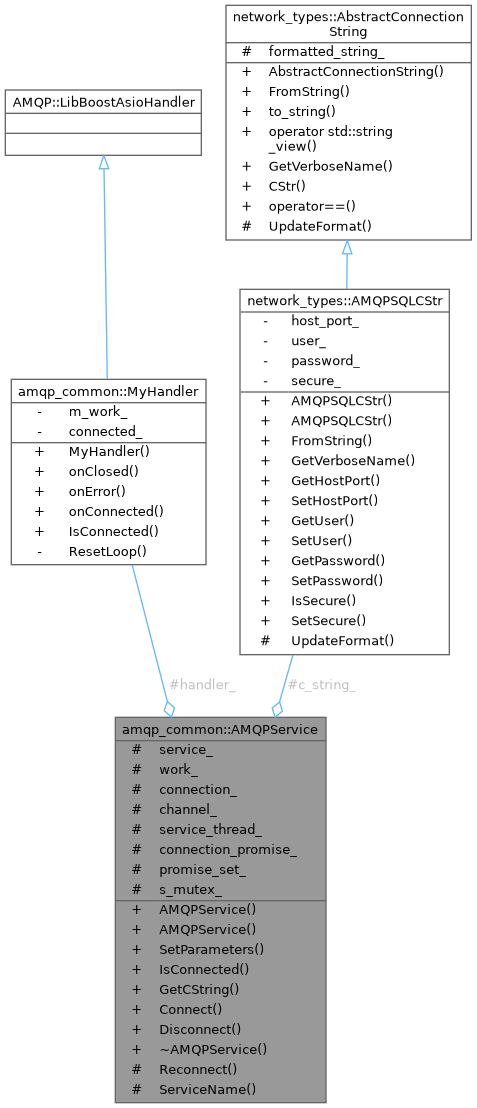 network_types::AbstractConnection
String
# formatted_string_
+ AbstractConnectionString()
+ FromString()
+ to_string()
+ operator std::string
_view()
+ GetVerboseName()
+ CStr()
+ operator==()
# UpdateFormat()
AMQP::LibBoostAsioHandler
network_types::AMQPSQLCStr
- host_port_
- user_
- password_
- secure_
+ AMQPSQLCStr()
+ AMQPSQLCStr()
+ FromString()
+ GetVerboseName()
+ GetHostPort()
+ SetHostPort()
+ GetUser()
+ SetUser()
+ GetPassword()
+ SetPassword()
+ IsSecure()
+ SetSecure()
# UpdateFormat()
amqp_common::MyHandler
- m_work_
- connected_
+ MyHandler()
+ onClosed()
+ onError()
+ onConnected()
+ IsConnected()
- ResetLoop()
#handler_
#c_string_
amqp_common::AMQPService
# service_
# work_
# connection_
# channel_
# service_thread_
# connection_promise_
# promise_set_
# s_mutex_
+ AMQPService()
+ AMQPService()
+ SetParameters()
+ IsConnected()
+ GetCString()
+ Connect()
+ Disconnect()
+ ~AMQPService()
# Reconnect()
# ServiceName()